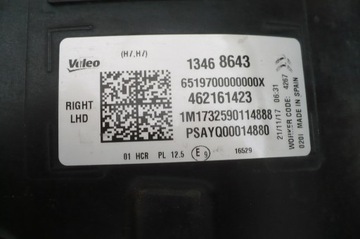 Valeo
(H7,H7)
1346 8643
6519700000000X
462161423
1M1732590114888
PSAYQ00014880
RIGHT
LHD
01 HCR PL 12.5 E9
16529
21/11/17 06:31
WORKER CODE: 4267
0201 MADE IN SPAIN